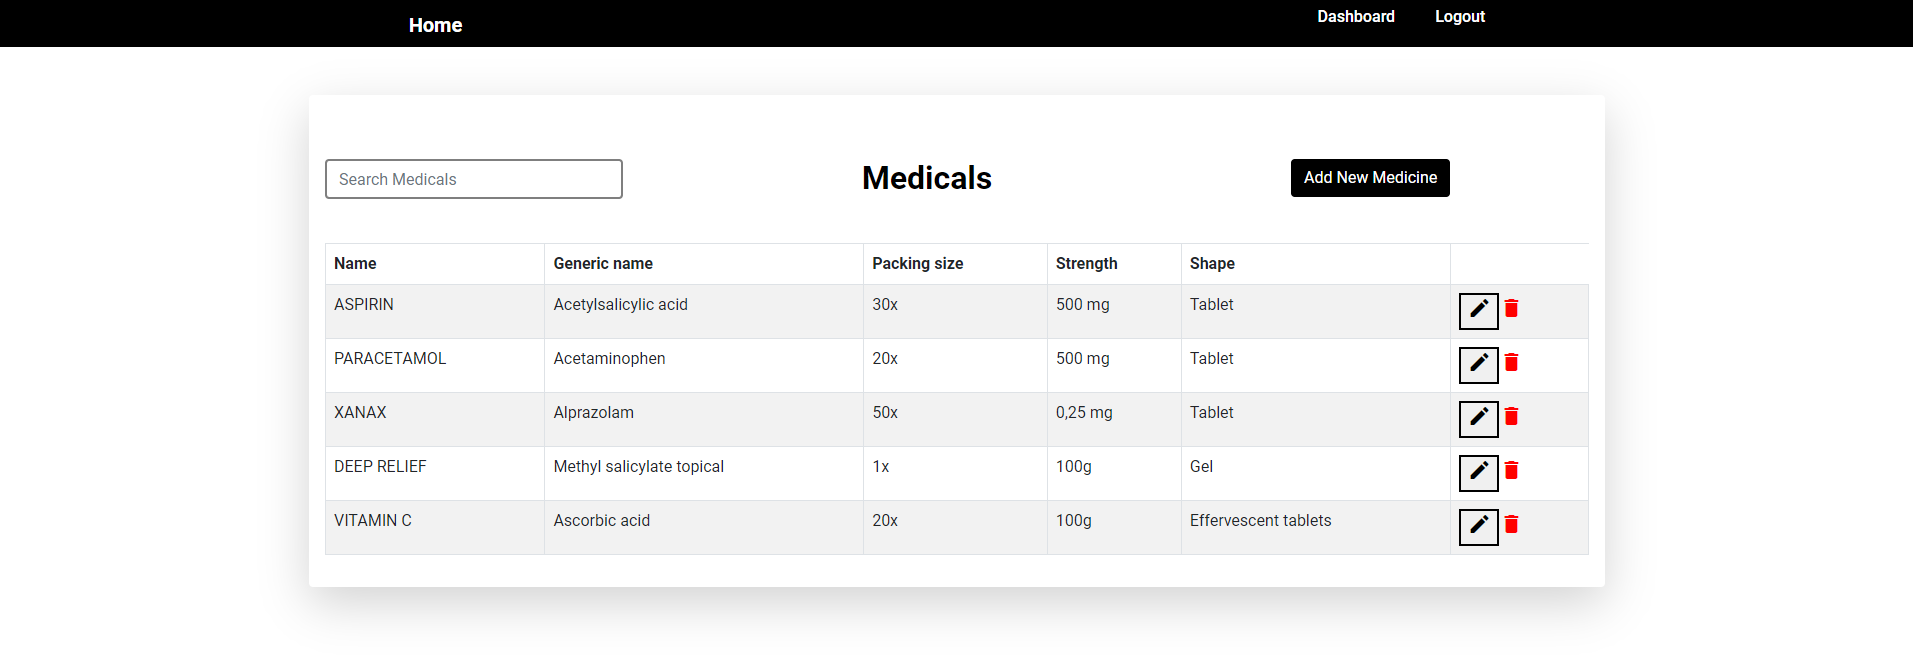 Home Dashboard Logout
Search Medicals Medicals Add New Medicine
Name Generic name Packing size Strength Shape
ASPIRIN Acetylsalicylic acid 30x 500 mg Tablet
PARACETAMOL Acetaminophen 20x 500 mg Tablet
XANAX Alprazolam 50x 0,25 mg Tablet
DEEP RELIEF Methyl salicylate topical 1x 100g Gel
VITAMIN C Ascorbic acid 20x 100g Effervescent tablets